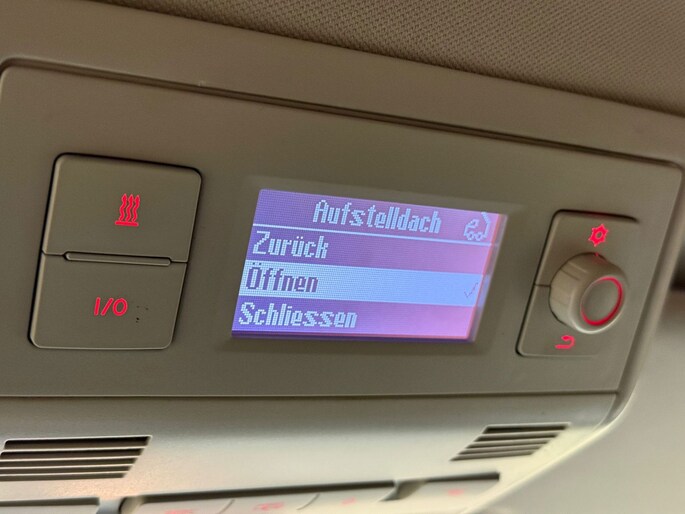 Aufstelldach
Zurück
Öffnen
Schliessen
I/O